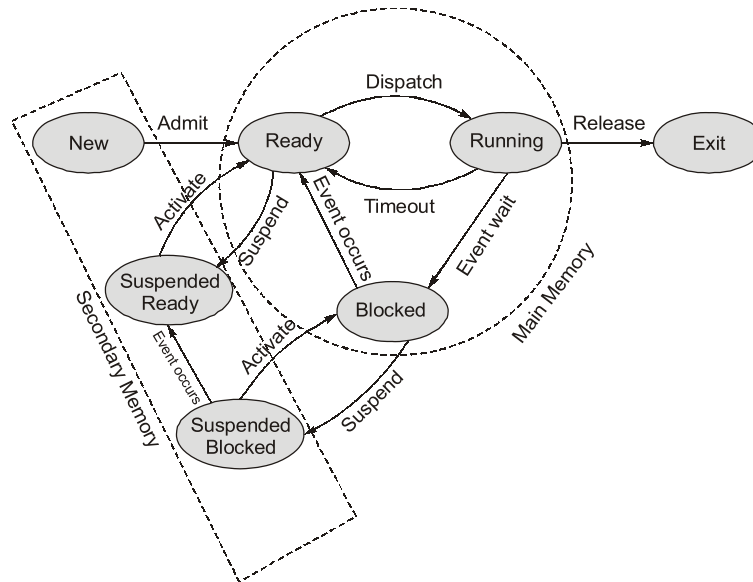 Dispatch
Admit
Release
New
Ready
Running
Exit
Activate
Suspend
Event occurs
Timeout
Event wait
Suspended
Ready
Blocked
Main Memory
Secondary Memory
Event occurs
Activate
Suspend
Suspended
Blocked